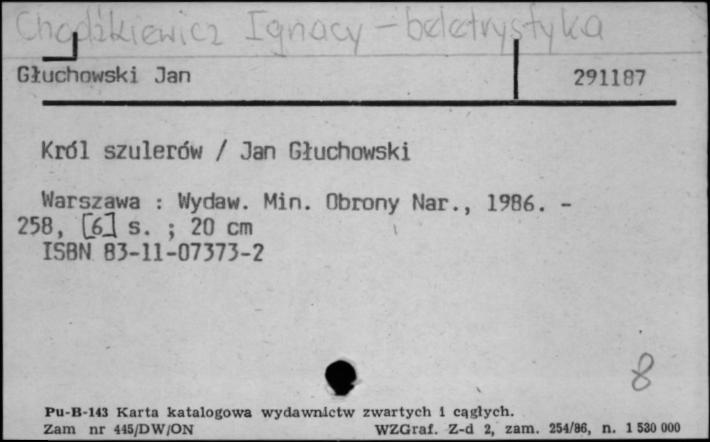 Chądźkiewicz Ignacy - beletrystyka
Głuchowski Jan 291187
Król szulerów / Jan Głuchowski
Warszawa : Wydaw. Min. Obrony Nar., 1986. -
258, [6] s. ; 20 cm
ISBN 83-11-07373-2
8
Pu-B-143 Karta katalogowa wydawnictw zwartych i ciągłych.
Zam nr 445/DW/ON WZGraf. Z-d 2, zam. 254/86, n. 1 530 000